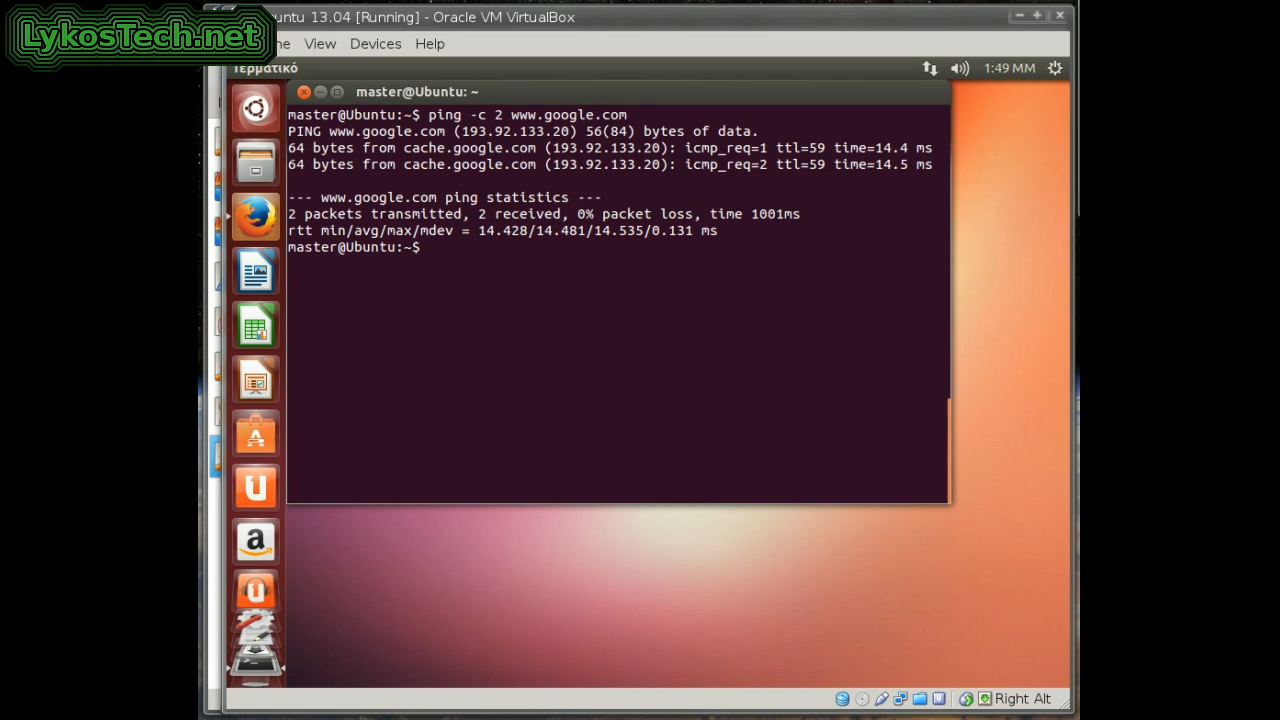 LykosTech.net
buntu 13.04 [Running] - Oracle VM VirtualBox
View Devices Help
Τερματικό
1:49 ΜΜ
master@Ubuntu: ~
master@Ubuntu:~$ ping -c 2 www.google.com
PING www.google.com (193.92.133.20) 56(84) bytes of data.
64 bytes from cache.google.com (193.92.133.20): icmp_req=1 ttl=59 time=14.4 ms
64 bytes from cache.google.com (193.92.133.20): icmp_req=2 ttl=59 time=14.5 ms
--- www.google.com ping statistics ---
2 packets transmitted, 2 received, 0% packet loss, time 1001ms
rtt min/avg/max/mdev = 14.428/14.481/14.535/0.131 ms
master@Ubuntu:~$
Right Alt